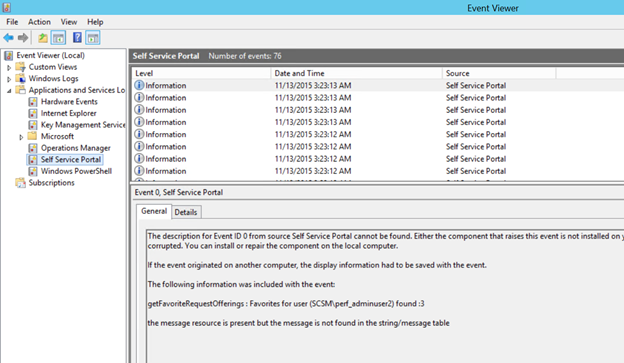 Event Viewer
File Action View Help
Event Viewer (Local)
Custom Views
Windows Logs
Applications and Services Lo
Hardware Events
Internet Explorer
Key Management Service
Microsoft
Operations Manager
Self Service Portal
Windows PowerShell
Subscriptions
Self Service Portal Number of events: 76
Level Date and Time Source
Information 11/13/2015 3:23:13 AM Self Service Portal
Information 11/13/2015 3:23:13 AM Self Service Portal
Information 11/13/2015 3:23:13 AM Self Service Portal
Information 11/13/2015 3:23:13 AM Self Service Portal
Information 11/13/2015 3:23:12 AM Self Service Portal
Information 11/13/2015 3:23:12 AM Self Service Portal
Information 11/13/2015 3:23:12 AM Self Service Portal
Information 11/13/2015 3:23:12 AM Self Service Portal
Event 0, Self Service Portal
General Details
The description for Event ID 0 from source Self Service Portal cannot be found. Either the component that raises this event is not installed on
corrupted. You can install or repair the component on the local computer.
If the event originated on another computer, the display information had to be saved with the event.
The following information was included with the event:
getFavoriteRequestOfferings : Favorites for user (SCSM\perf_adminuser2) found :3
the message resource is present but the message is not found in the string/message table